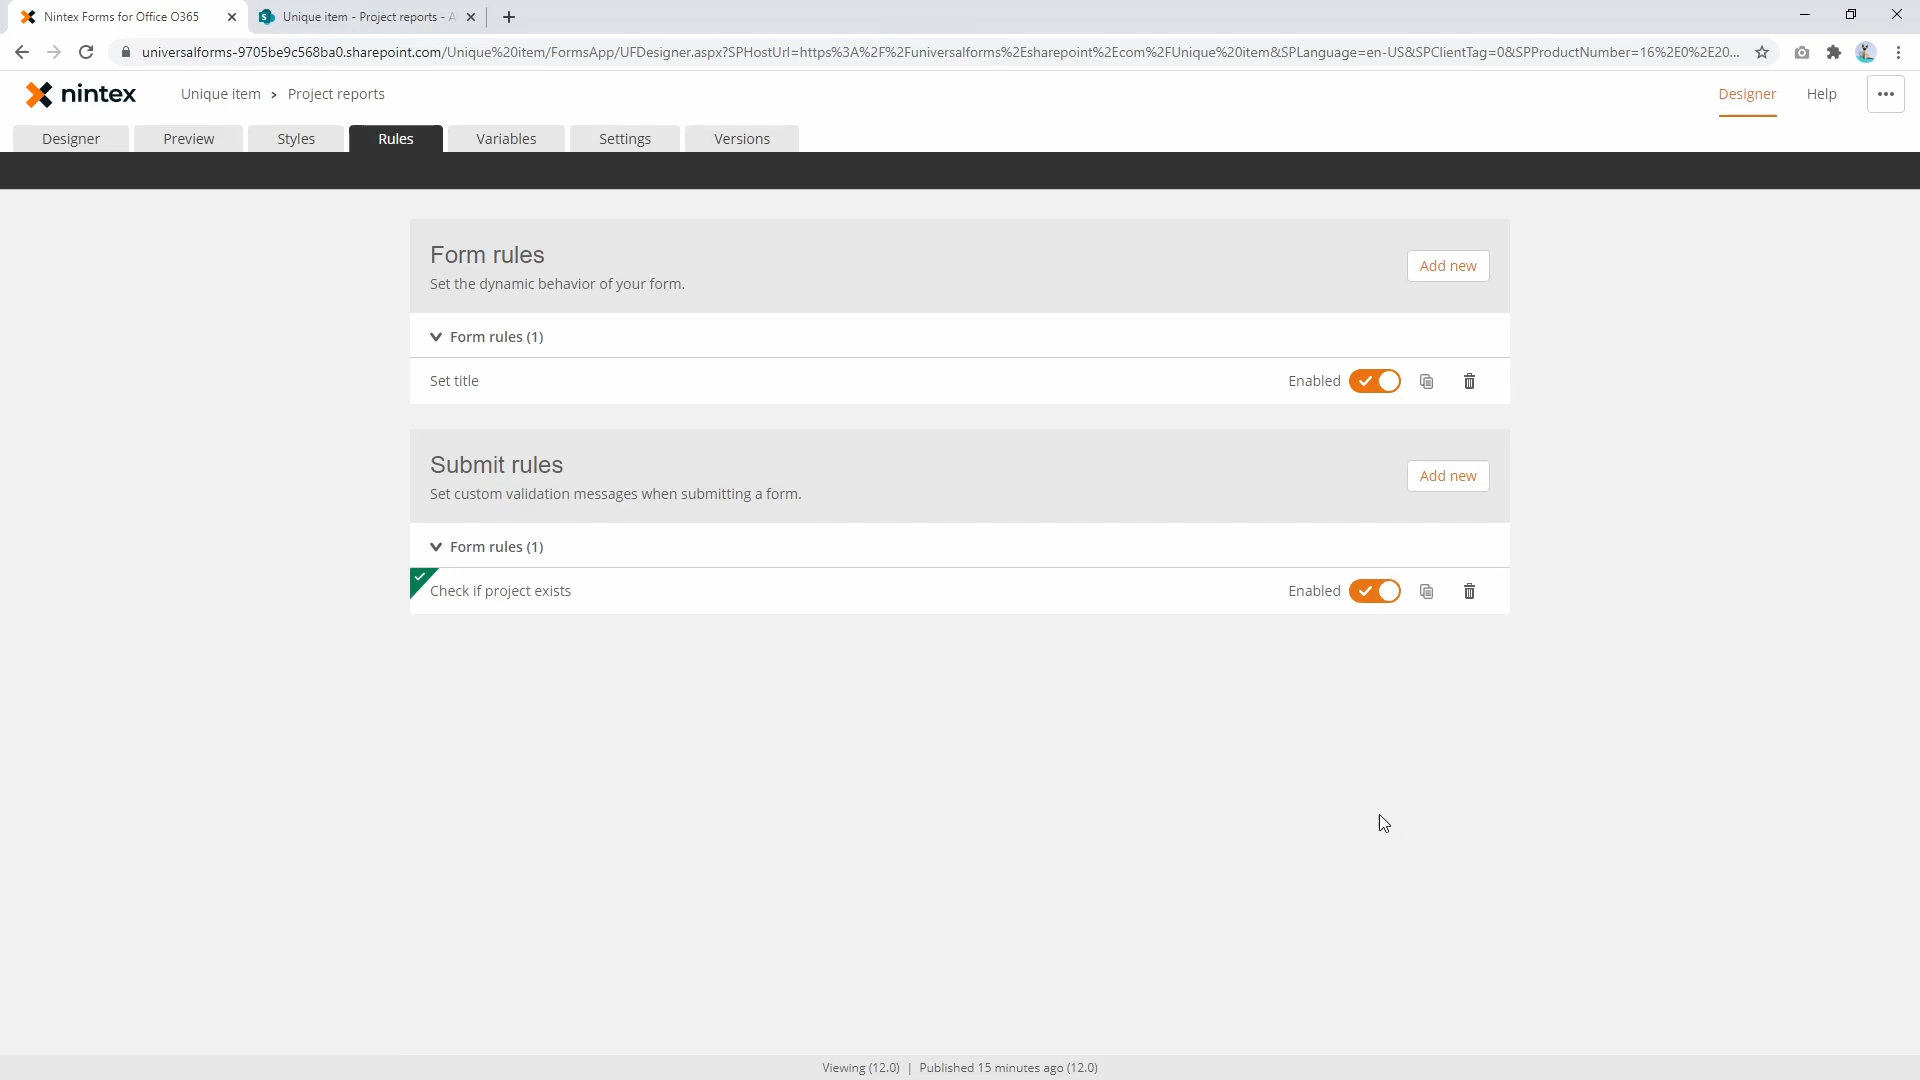 Nintex Forms for Office O365
Unique item - Project reports - A
universalforms-9705be9c568ba0.sharepoint.com/Unique%20item/FormsApp/UFDesigner.aspx?SPHostUrl=https%3A%2F%2Funiversalforms%2Esharepoint%2Ecom%2FUnique%20item&SPLanguage=en-US&SPClientTag=0&SPProductNumber=16%2E0%2E20...
nintex
Unique item > Project reports
Designer
Help
Designer
Preview
Styles
Rules
Variables
Settings
Versions
Form rules
Set the dynamic behavior of your form.
Add new
Form rules (1)
Set title
Enabled
Submit rules
Set custom validation messages when submitting a form.
Add new
Form rules (1)
Check if project exists
Enabled
Viewing (12.0) | Published 15 minutes ago (12.0)